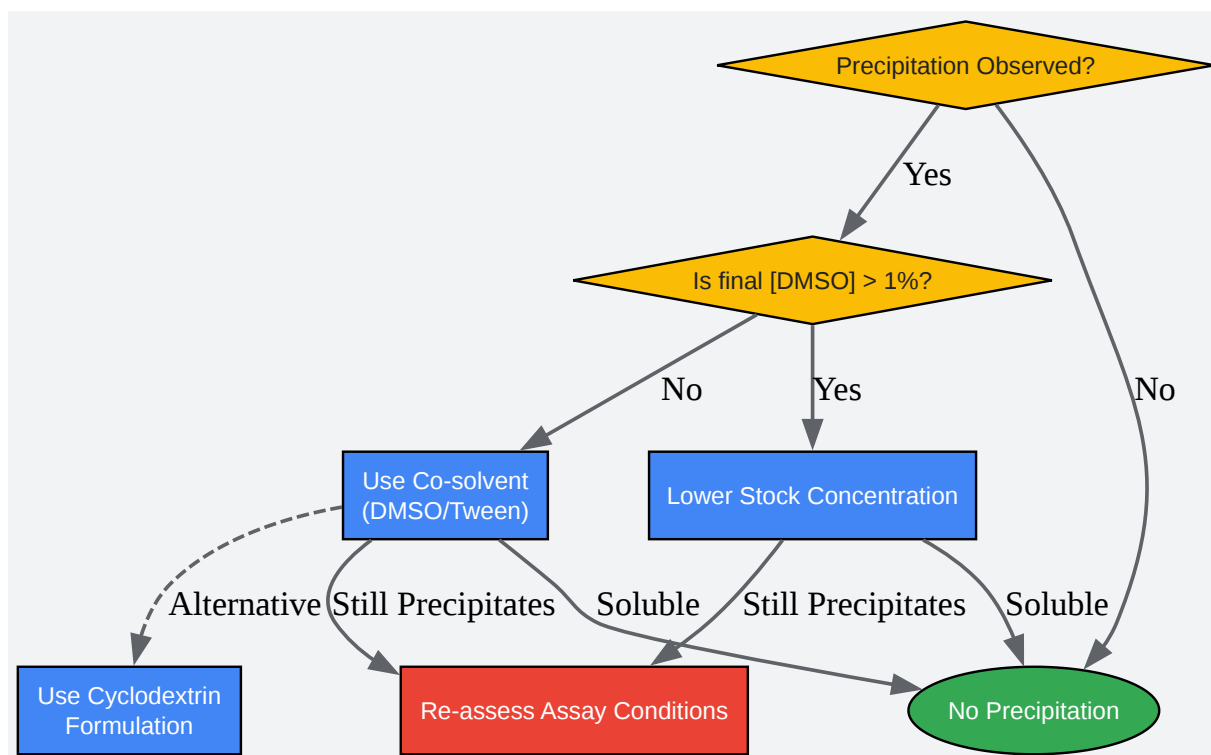 Precipitation Observed?
Yes
Is final [DMSO] > 1%?
No
Yes
No
Use Co-solvent
(DMSO/Tween)
Lower Stock Concentration
Alternative
Still Precipitates
Soluble
Still Precipitates
Soluble
Use Cyclodextrin
Formulation
Re-assess Assay Conditions
No Precipitation